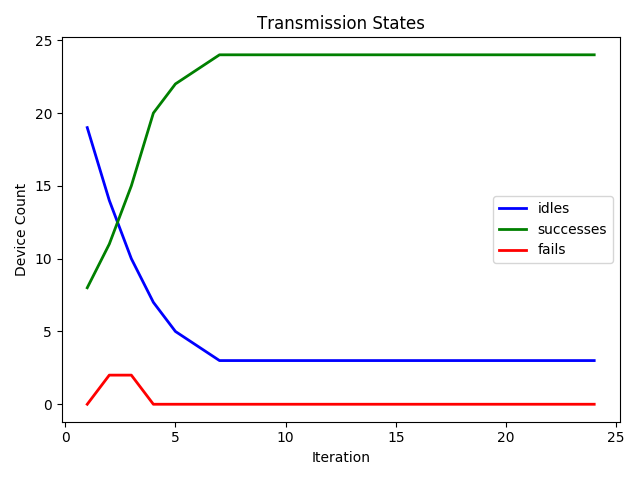 Transmission States
25
20
15
10
5
0
Device Count
idles
successes
fails
0 5 10 15 20 25
Iteration